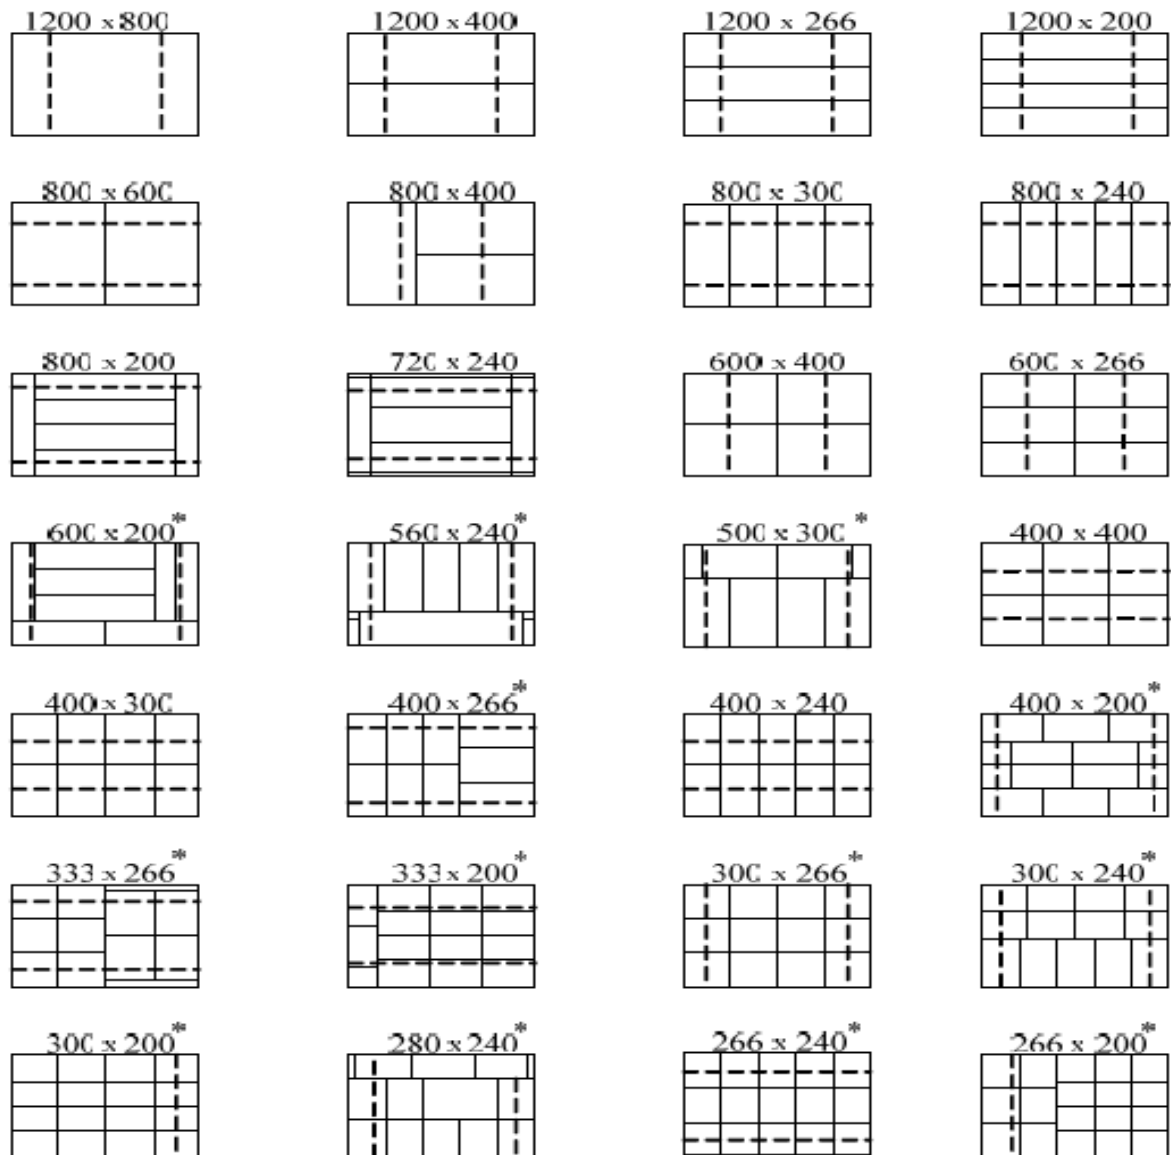 1200 x 800 1200 x 400 1200 x 266 1200 x 200
800 x 600 800 x 400 800 x 300 800 x 240
800 x 200 720 x 240 600 x 400 600 x 266
600 x 200* 560 x 240* 500 x 300* 400 x 400
400 x 300 400 x 266* 400 x 240 400 x 200*
333 x 266* 333 x 200* 300 x 266* 300 x 240*
300 x 200* 280 x 240* 266 x 240* 266 x 200*